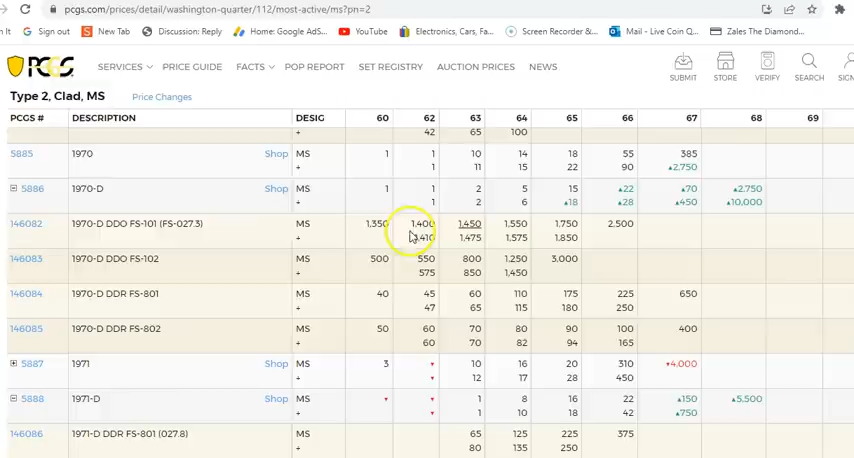 pcgs.com/prices/detail/washington-quarter/112/most-active/ms?pn=2
n It Sign out New Tab Discussion: Reply Home: Google AdS... YouTube Electronics, Cars, Fa... Screen Recorder &... Mail - Live Coin Q... Zales The Diamond...
PCGS SERVICES PRICE GUIDE FACTS POP REPORT SET REGISTRY AUCTION PRICES NEWS SUBMIT STORE VERIFY SEARCH SIGN
Type 2, Clad, MS Price Changes
PCGS # DESCRIPTION DESIG 60 62 63 64 65 66 67 68 69
+ 42 65 100
5885 1970 Shop MS 1 1 10 14 18 55 385
+ 1 11 15 22 90 ▲2,750
5886 1970-D Shop MS 1 1 2 5 15 ▲22 ▲70 ▲2,750
+ 1 2 6 ▲18 ▲28 ▲450 ▲10,000
146082 1970-D DDO FS-101 (FS-027.3) MS 1,350 1,400 1,450 1,550 1,750 2,500
+ 1,410 1,475 1,575 1,850
146083 1970-D DDO FS-102 MS 500 550 800 1,250 3,000
+ 575 850 1,450
146084 1970-D DDR FS-801 MS 40 45 60 110 175 225 650
+ 47 65 115 180 250
146085 1970-D DDR FS-802 MS 50 60 70 80 90 100 400
+ 60 70 82 94 165
5887 1971 Shop MS 3 ▼ 10 16 20 310 ▼4,000
+ ▼ 12 17 28 450
5888 1971-D Shop MS ▼ ▼ 1 8 16 22 ▲150 ▲5,500
+ ▼ 1 10 18 42 ▲750
146086 1971-D DDR FS-801 (027.8) MS 65 125 225 375
+ 80 135 250